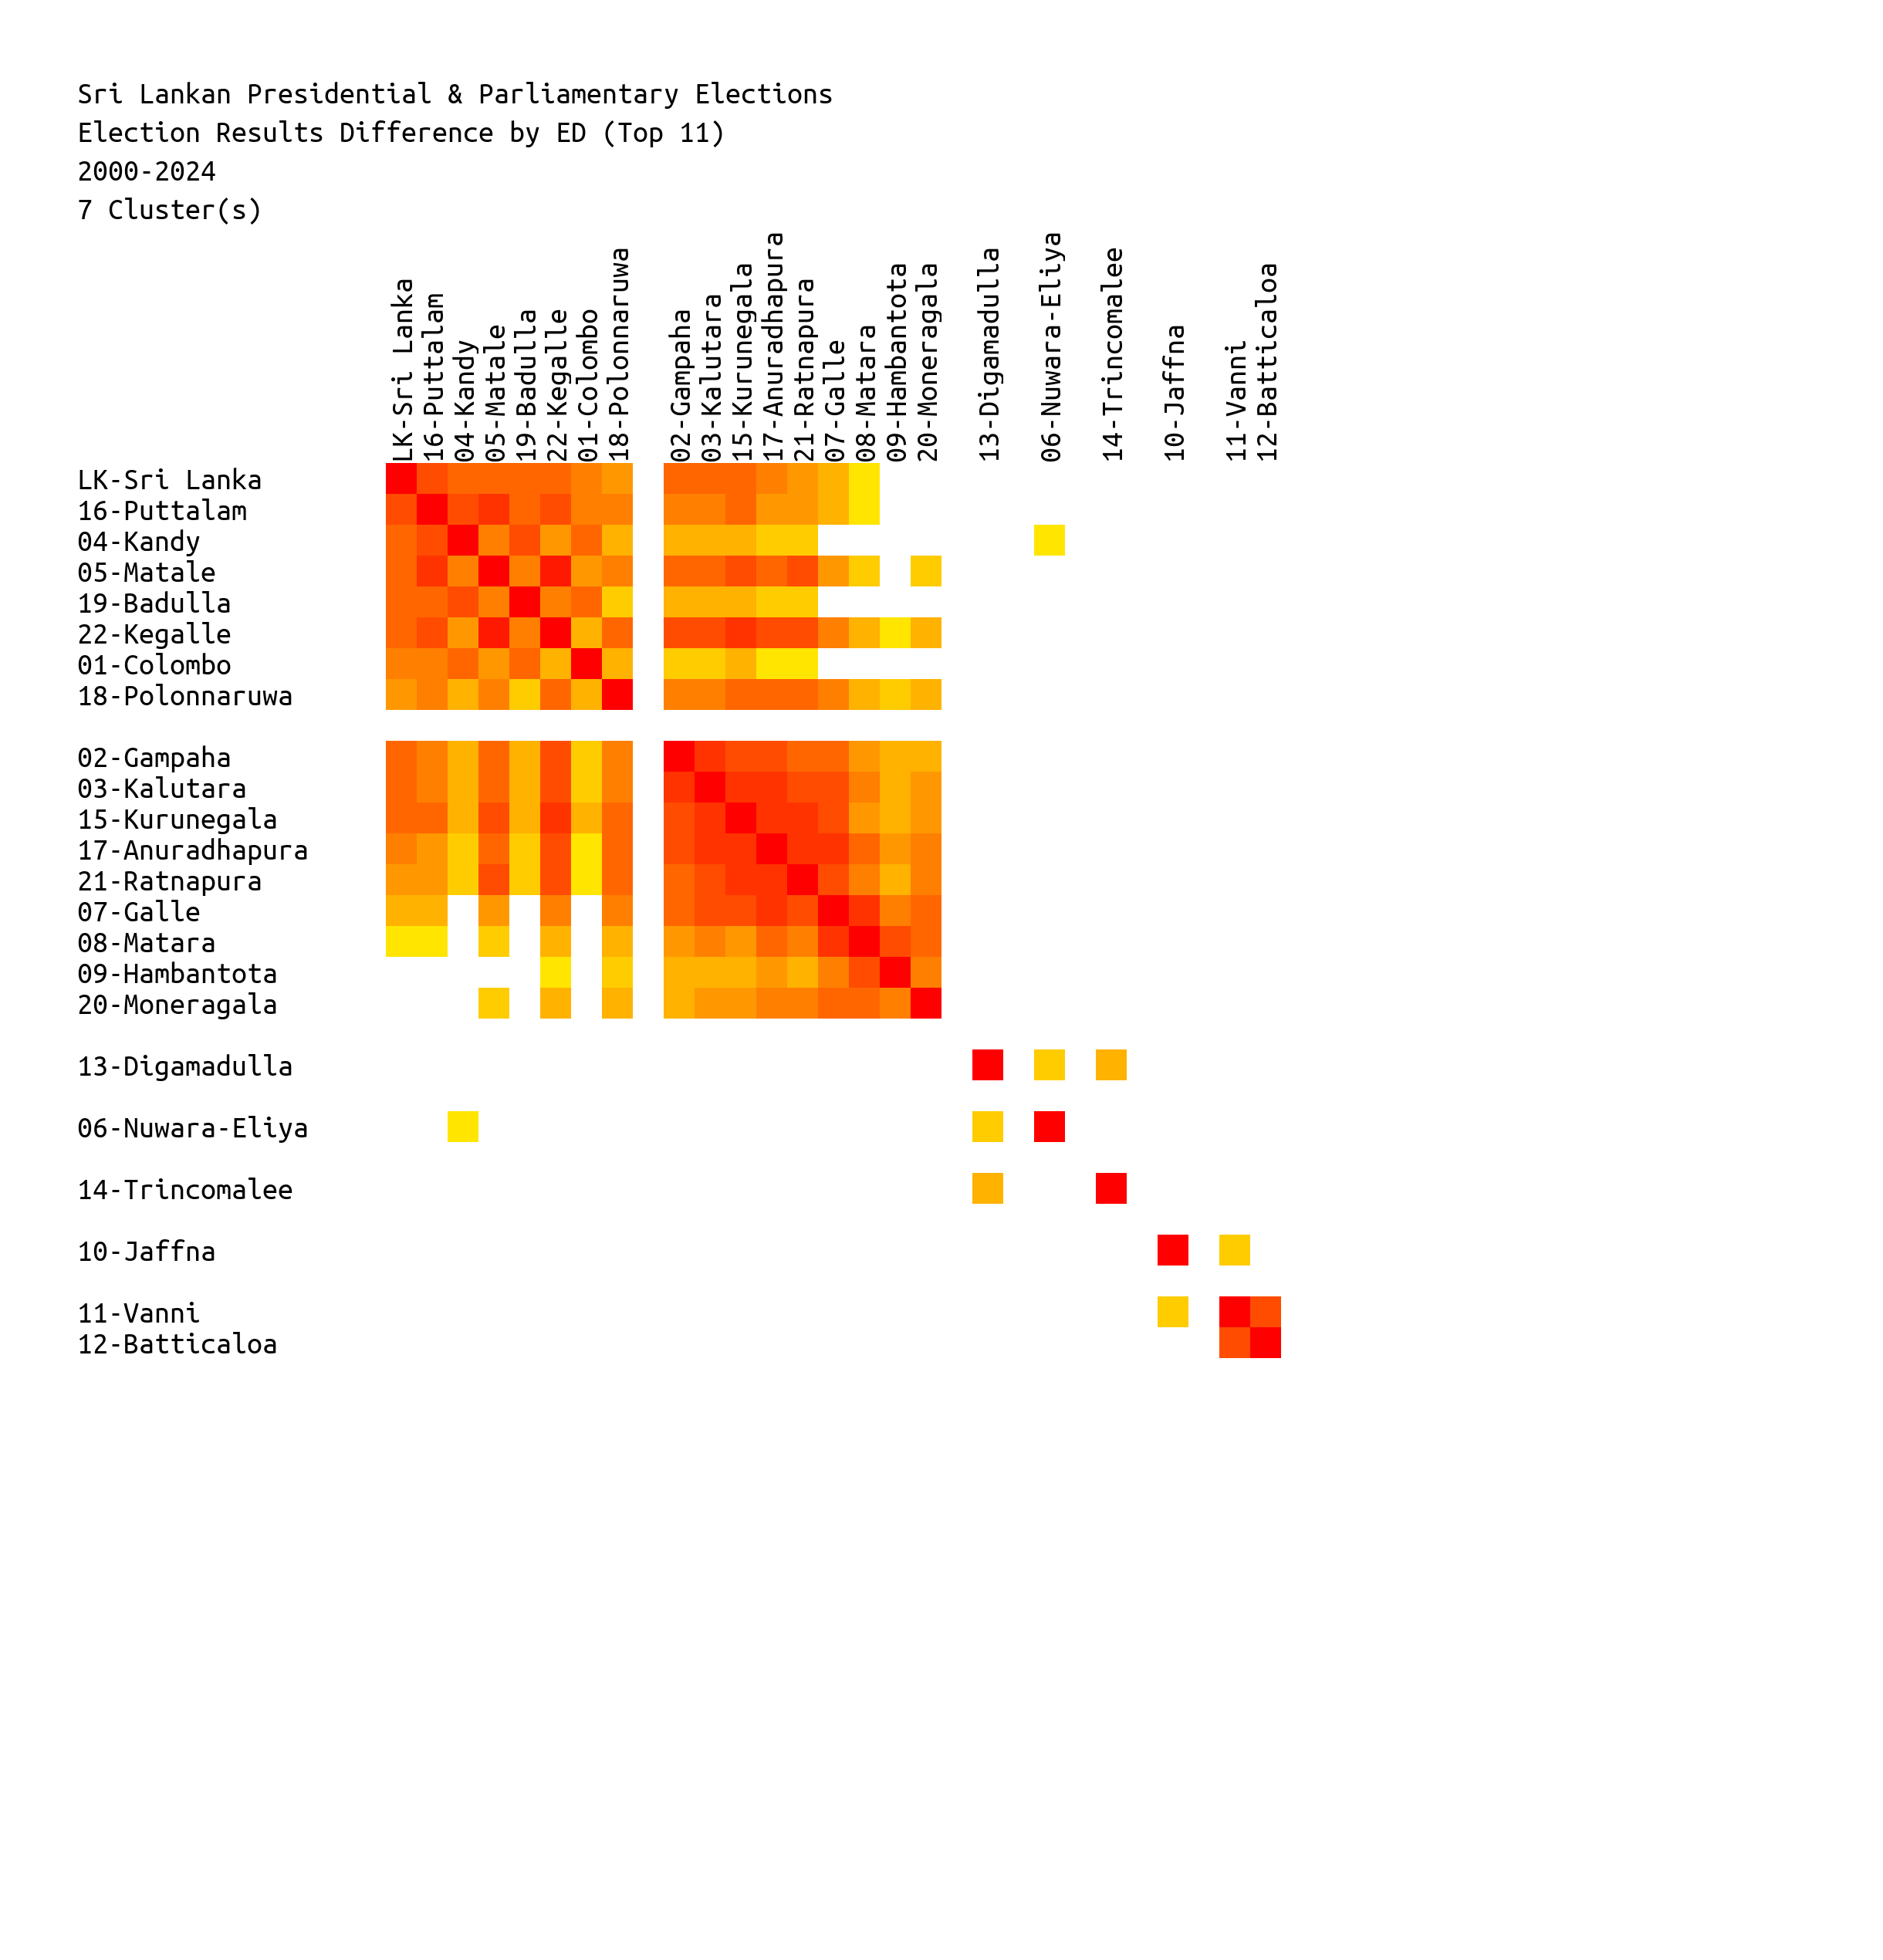 Sri Lankan Presidential & Parliamentary Elections
Election Results Difference by ED (Top 11)
2000-2024
7 Cluster(s)
LK-Sri Lanka
16-Puttalam
04-Kandy
05-Matale
19-Badulla
22-Kegalle
01-Colombo
18-Polonnaruwa
02-Gampaha
03-Kalutara
15-Kurunegala
17-Anuradhapura
21-Ratnapura
07-Galle
08-Matara
09-Hambantota
20-Moneragala
13-Digamadulla
06-Nuwara-Eliya
14-Trincomalee
10-Jaffna
11-Vanni
12-Batticaloa
LK-Sri Lanka
16-Puttalam
04-Kandy
05-Matale
19-Badulla
22-Kegalle
01-Colombo
18-Polonnaruwa
02-Gampaha
03-Kalutara
15-Kurunegala
17-Anuradhapura
21-Ratnapura
07-Galle
08-Matara
09-Hambantota
20-Moneragala
13-Digamadulla
06-Nuwara-Eliya
14-Trincomalee
10-Jaffna
11-Vanni
12-Batticaloa